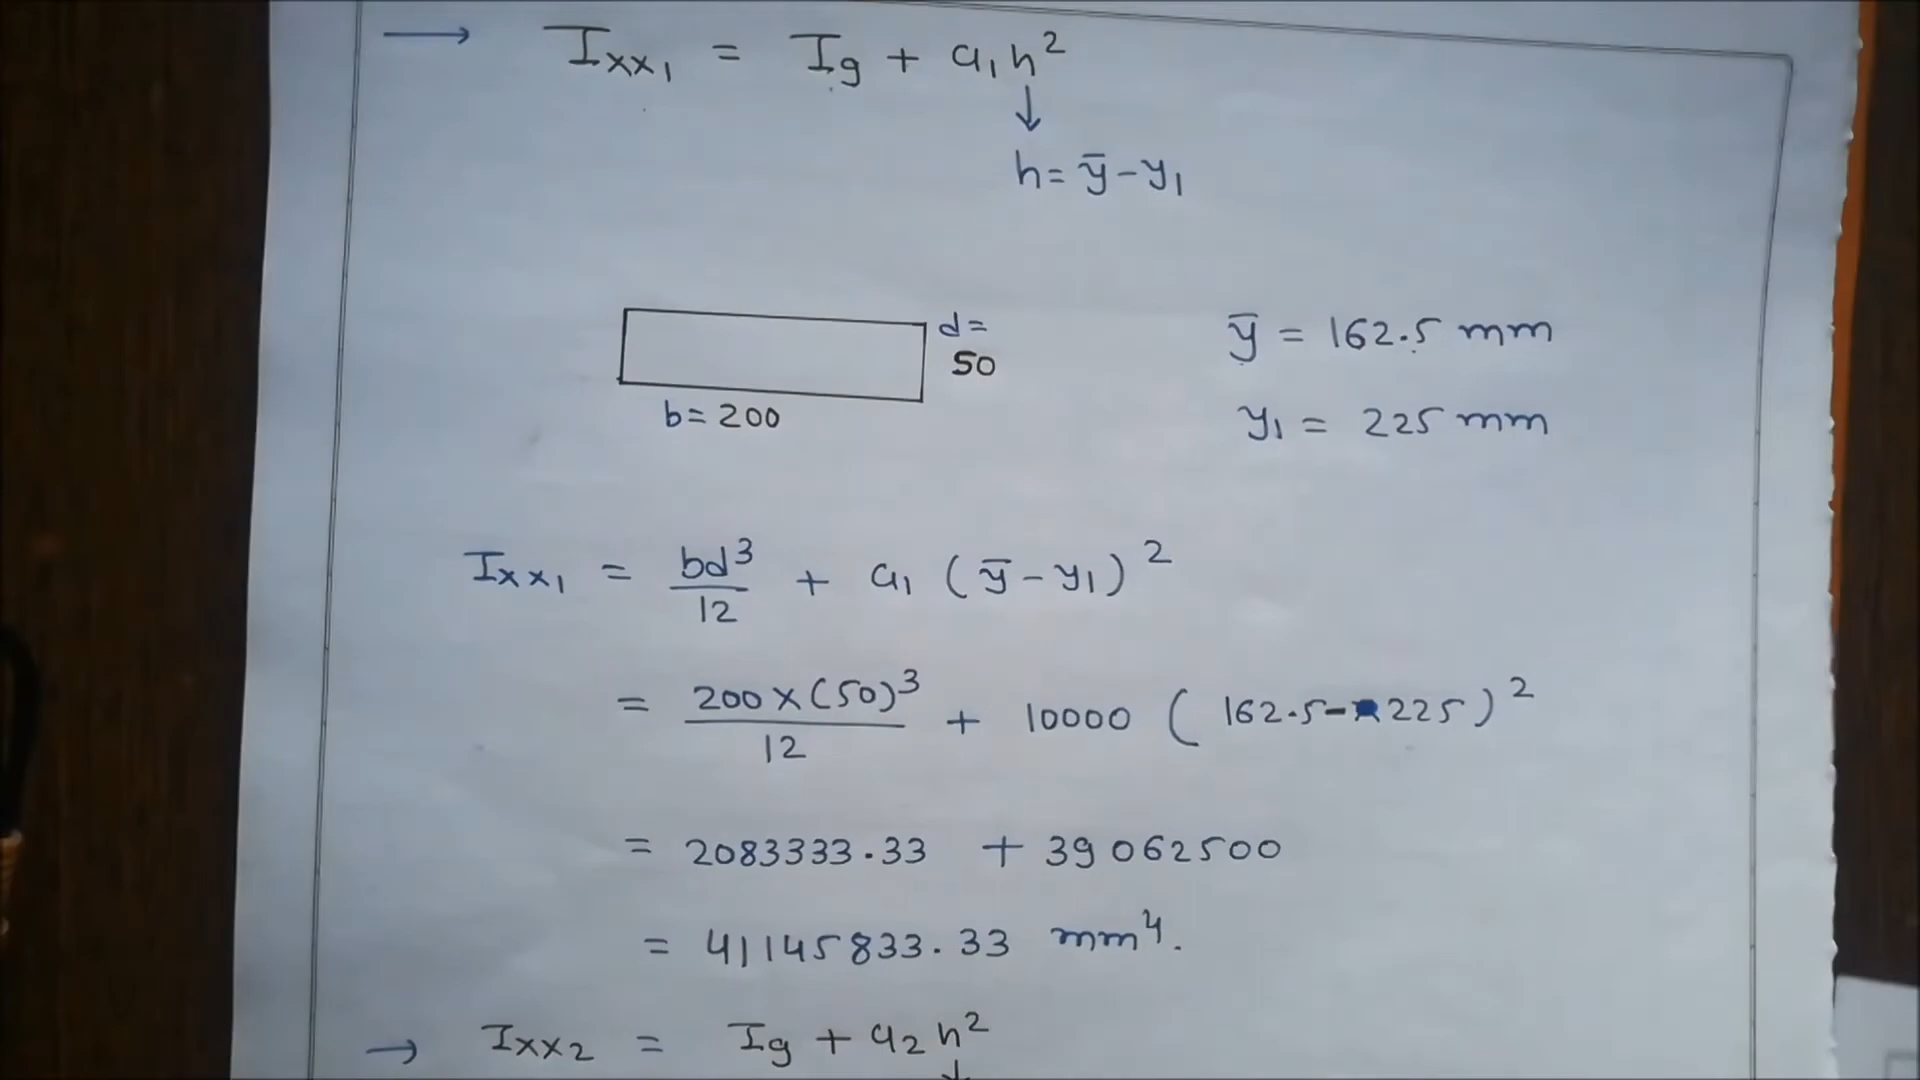 → Ixx₁ = Ig + a₁h²
↓
h = ȳ - y₁
d =
50
b = 200
ȳ = 162.5 mm
y₁ = 225 mm
Ixx₁ = bd³/12 + a₁ (ȳ - y₁)²
= 200 × (50)³/12 + 10000 (162.5 - 225)²
= 2083333.33 + 39062500
= 41145833.33 mm⁴.
→ Ixx₂ = Ig + a₂h²
↓